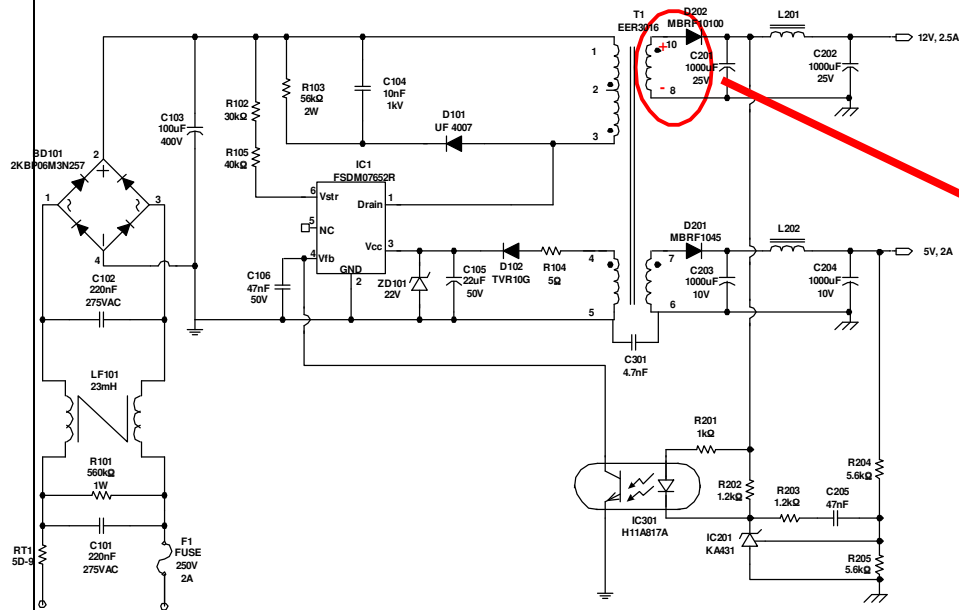 T1
EER3016
D202
MBRF10100
L201
12V, 2.5A
1
10
C201
1000uF
25V
C202
1000uF
25V
+
-
8
2
3
R103
56kΩ
2W
C104
10nF
1kV
R102
30kΩ
C103
100uF
400V
D101
UF 4007
R105
40kΩ
BD101
2KBP06M3N257
2
1
3
4
IC1
FSDM07652R
6
Vstr
Drain
1
5
NC
4
Vfb
Vcc
3
GND
2
C102
220nF
275VAC
C106
47nF
50V
ZD101
22V
C105
22uF
50V
D102
TVR10G
R104
5Ω
4
5
D201
MBRF1045
L202
5V, 2A
7
6
C203
1000uF
10V
C204
1000uF
10V
C301
4.7nF
LF101
23mH
R101
560kΩ
1W
RT1
5D-9
C101
220nF
275VAC
F1
FUSE
250V
2A
R201
1kΩ
R202
1.2kΩ
R203
1.2kΩ
C205
47nF
R204
5.6kΩ
IC301
H11A817A
IC201
KA431
R205
5.6kΩ